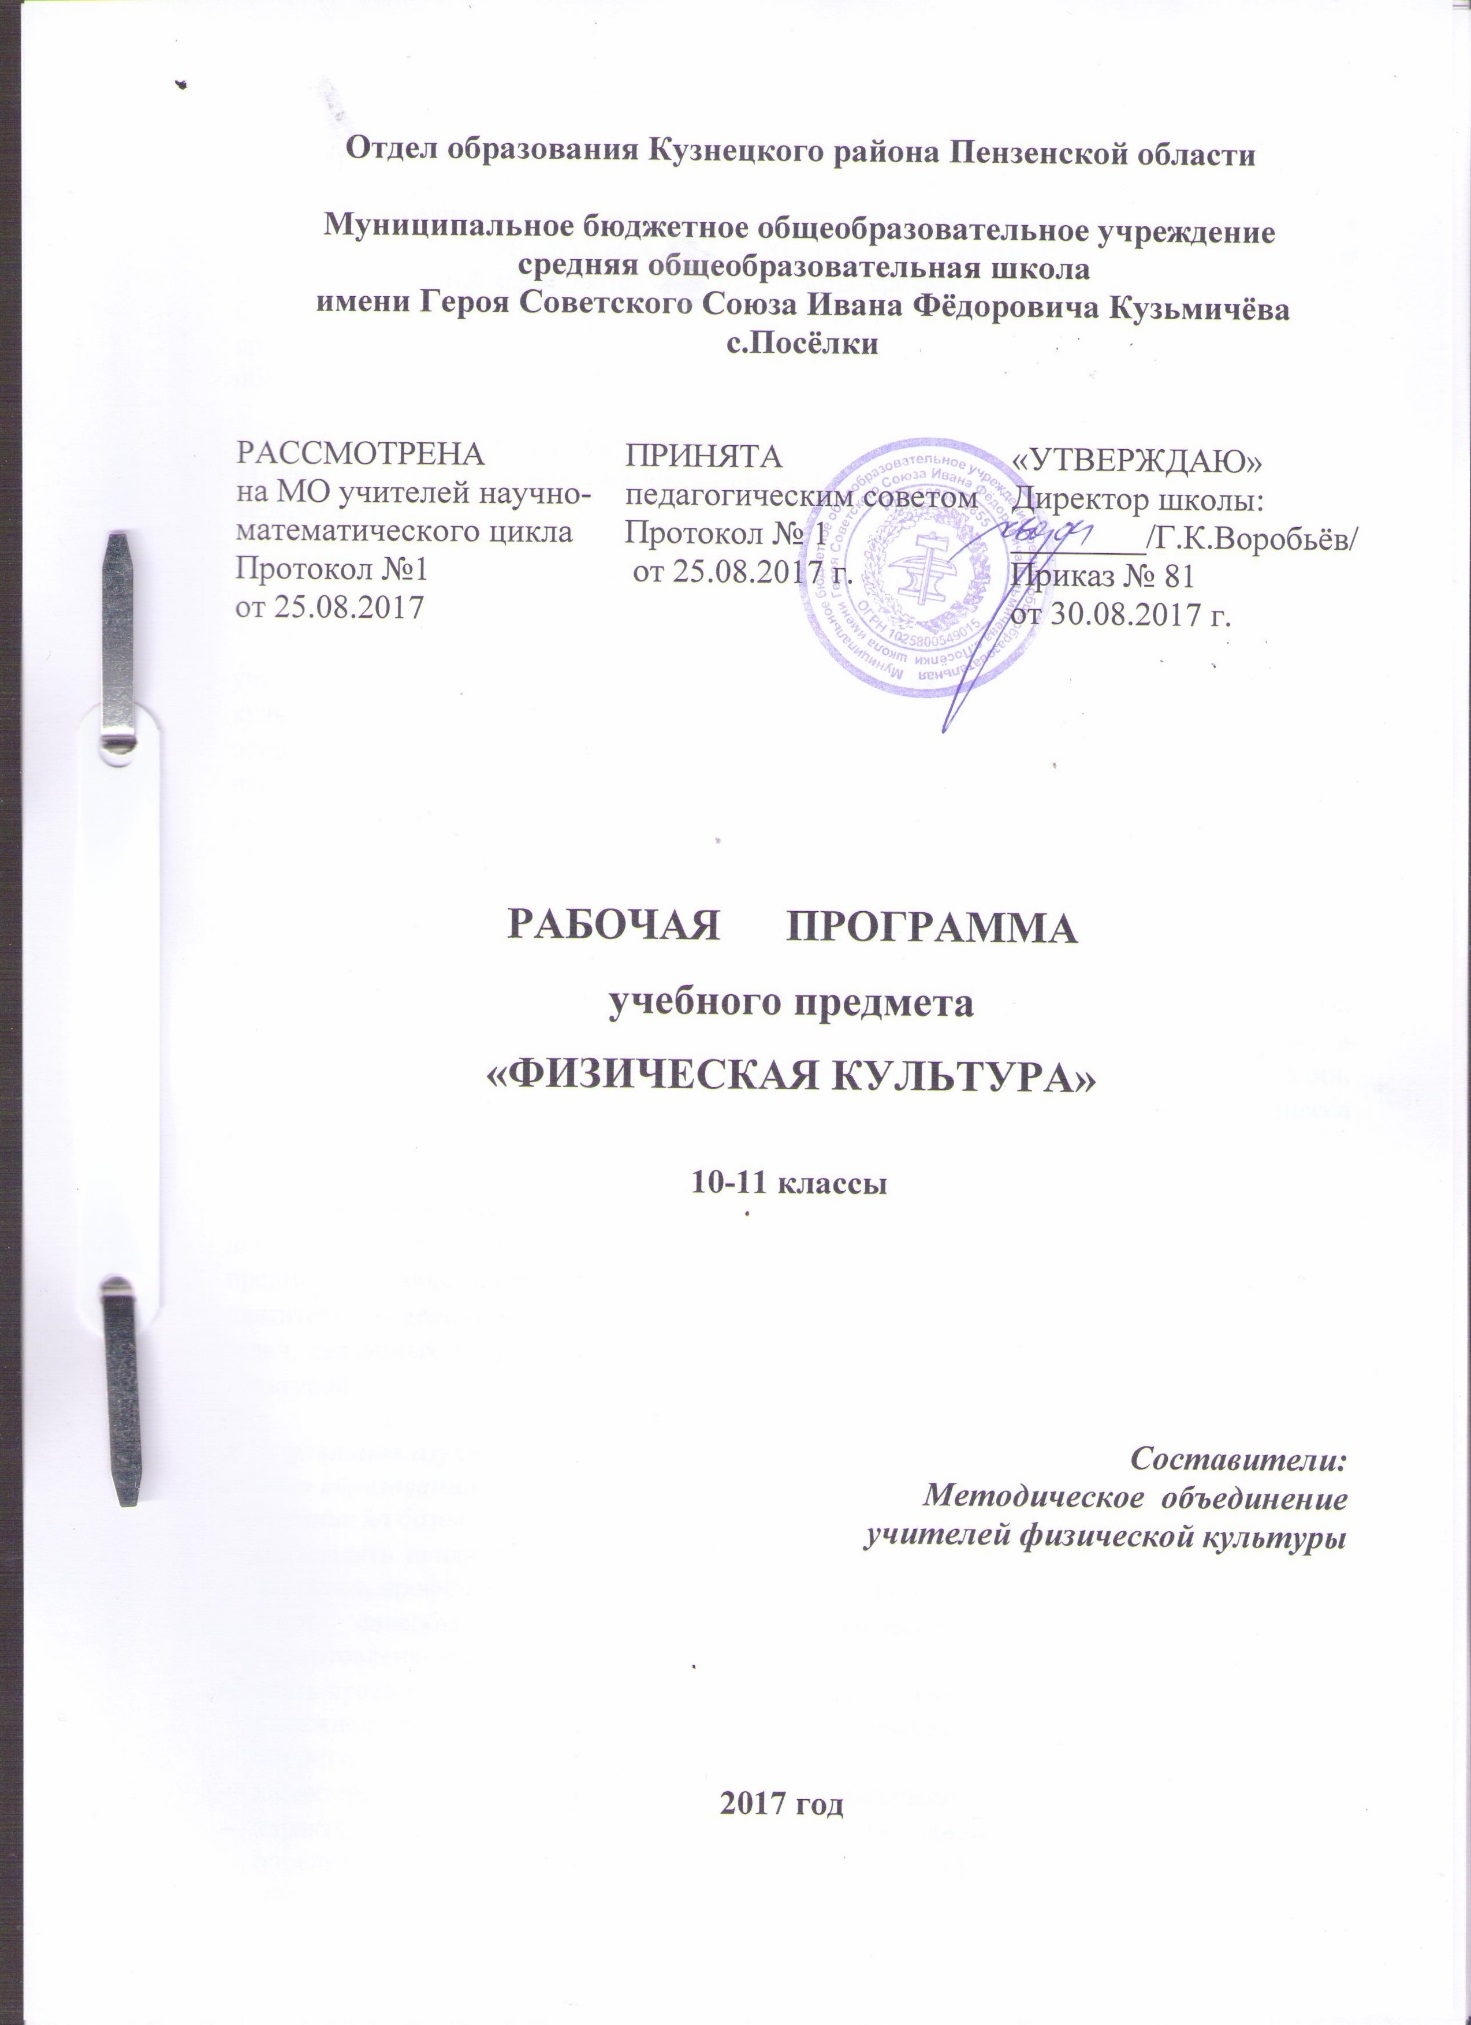 Отдел образования Кузнецкого района Пензенской области
Муниципальное бюджетное общеобразовательное учреждение
средняя общеобразовательная школа
имени Героя Советского Союза Ивана Фёдоровича Кузьмичёва
с.Посёлки
РАССМОТРЕНА
на МО учителей научно-
математического цикла
Протокол №1
от 25.08.2017
ПРИНЯТА
педагогическим советом
Протокол № 1
от 25.08.2017 г.
«УТВЕРЖДАЮ»
Директор школы:
________/Г.К.Воробьёв/
Приказ № 81
от 30.08.2017 г.
ОГРН 1025800549015
РАБОЧАЯ ПРОГРАММА
учебного предмета
«ФИЗИЧЕСКАЯ КУЛЬТУРА»
10-11 классы
Составители:
Методическое объединение
учителей физической культуры
2017 год